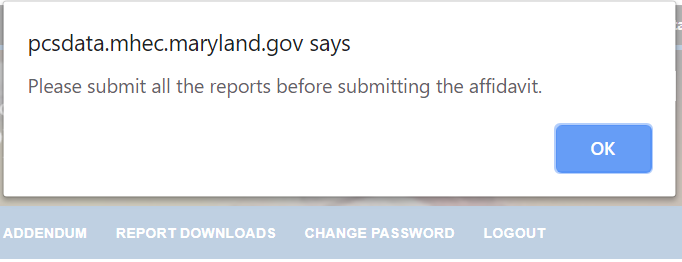 pcsdata.mhec.maryland.gov says
Please submit all the reports before submitting the affidavit.
OK
ADDENDUM REPORT DOWNLOADS CHANGE PASSWORD LOGOUT